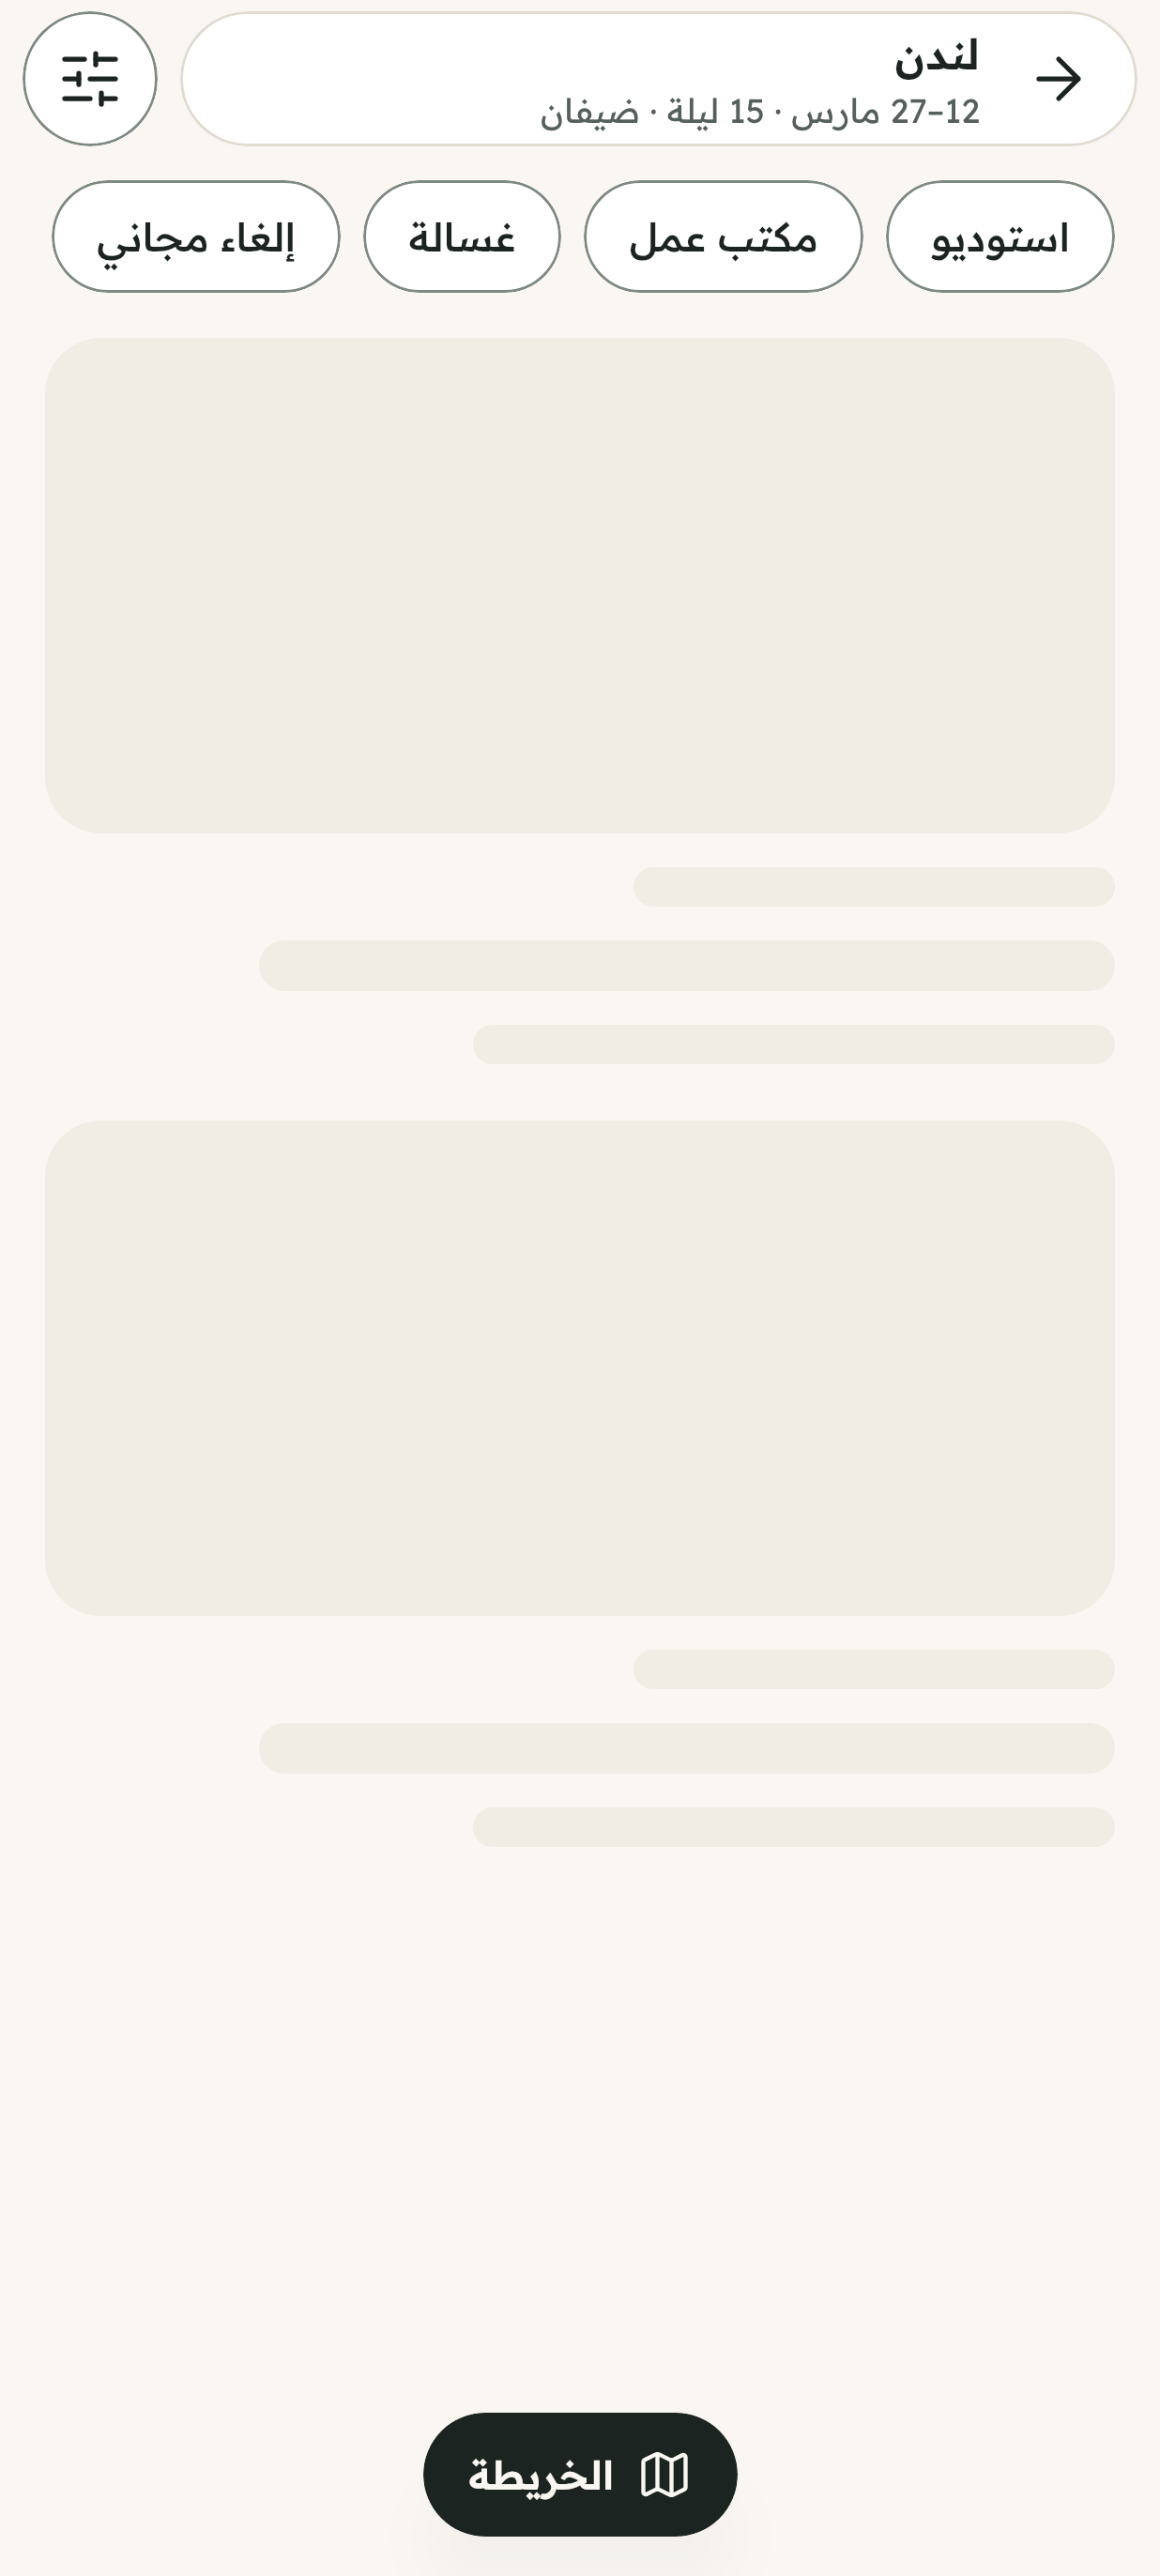 لندن
12–27 مارس · 15 ليلة · ضيفان
استوديو
مكتب عمل
غسالة
إلغاء مجاني
الخريطة